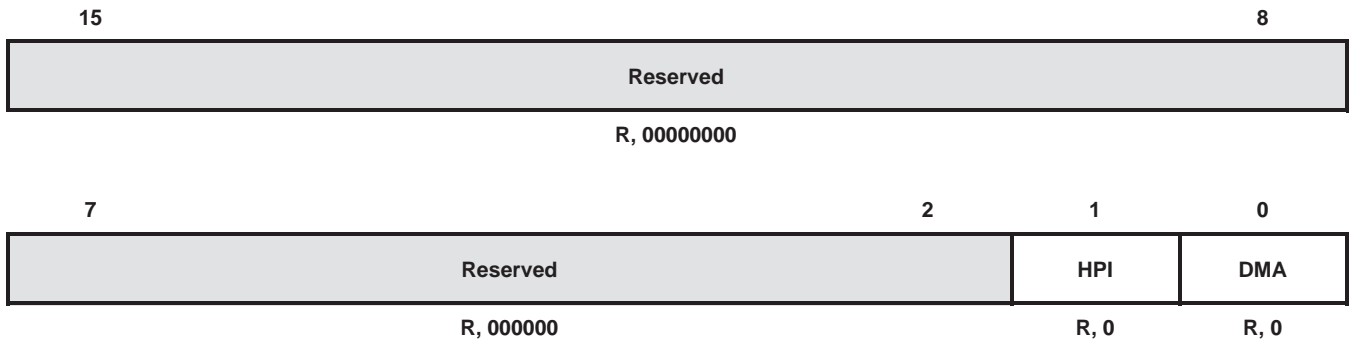 15 8
Reserved
R, 00000000
7 2 1 0
Reserved HPI DMA
R, 000000 R, 0 R, 0